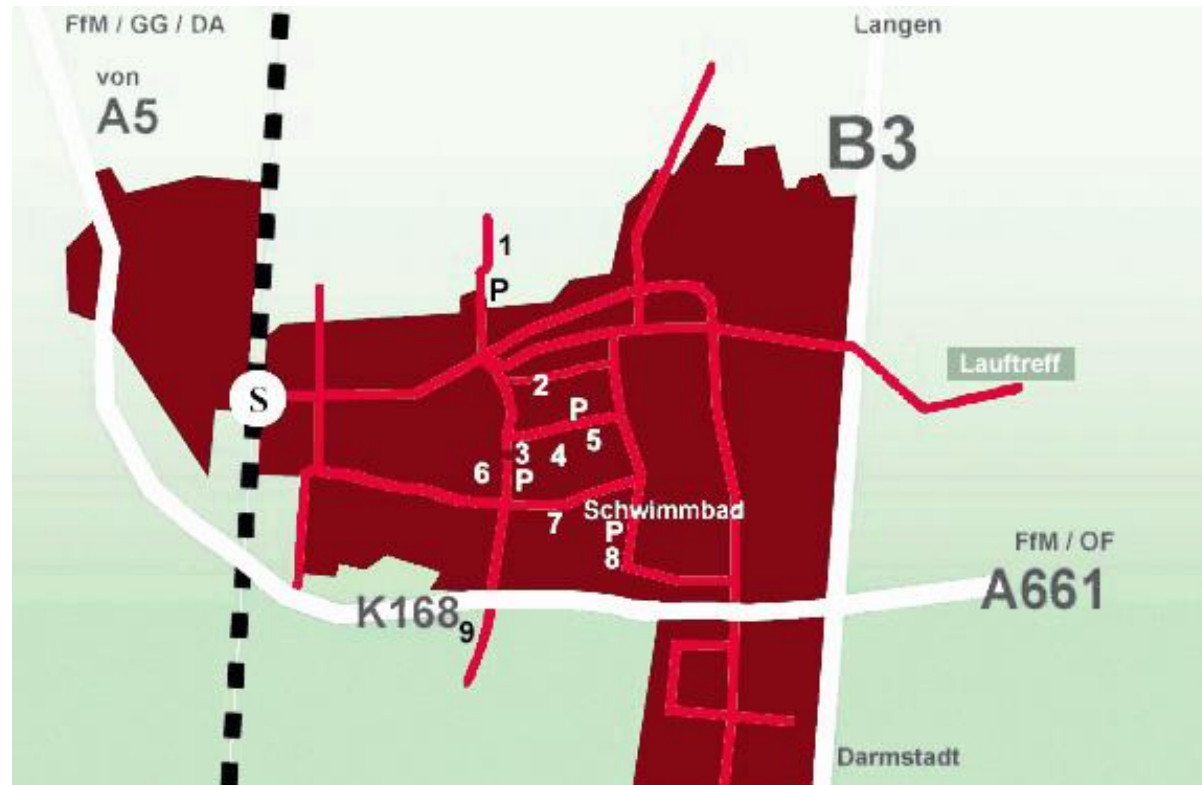 FfM / GG / DA
Langen
von
A5
B3
1
P
Lauftreff
S
2
P
5
3
4
6
P
Schwimmbad
7
P
8
FfM / OF
A661
K168
9
Darmstadt